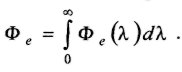 Φ_e = ∫_0^∞ Φ_e(λ)dλ .